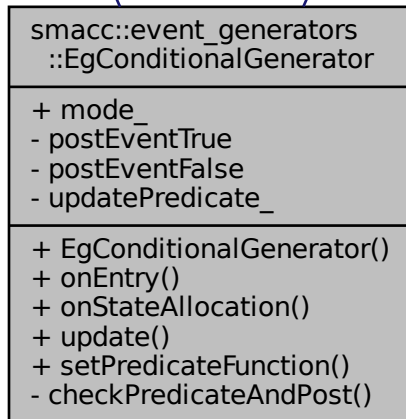 smacc::event_generators
::EgConditionalGenerator
+ mode_
- postEventTrue
- postEventFalse
- updatePredicate_
+ EgConditionalGenerator()
+ onEntry()
+ onStateAllocation()
+ update()
+ setPredicateFunction()
- checkPredicateAndPost()